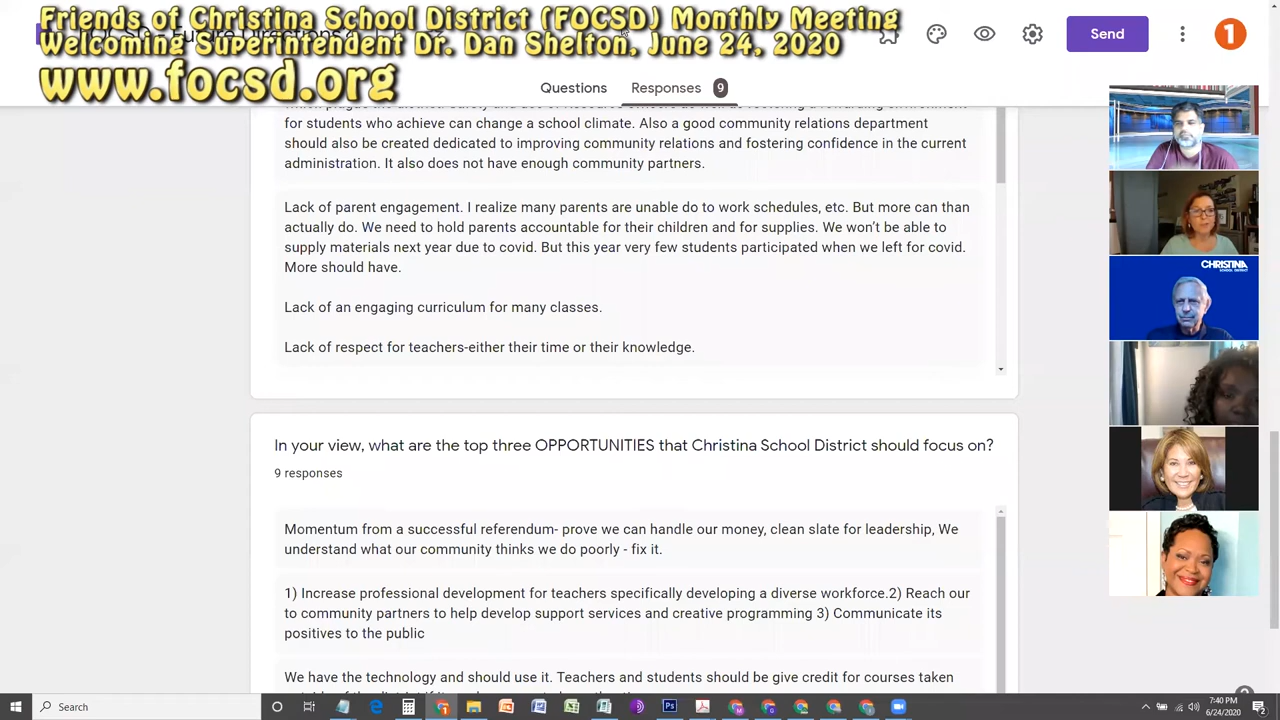 Friends of Christina School District (FOCSD) Monthly Meeting
Welcoming Superintendent Dr. Dan Shelton, June 24, 2020
www.focsd.org
Send
1
Questions
Responses 9
for students who achieve can change a school climate. Also a good community relations department
should also be created dedicated to improving community relations and fostering confidence in the current
administration. It also does not have enough community partners.
Lack of parent engagement. I realize many parents are unable do to work schedules, etc. But more can than
actually do. We need to hold parents accountable for their children and for supplies. We won't be able to
supply materials next year due to covid. But this year very few students participated when we left for covid.
More should have.
Lack of an engaging curriculum for many classes.
Lack of respect for teachers-either their time or their knowledge.
CHRISTINA
SCHOOL DISTRICT
In your view, what are the top three OPPORTUNITIES that Christina School District should focus on?
9 responses
Momentum from a successful referendum- prove we can handle our money, clean slate for leadership, We
understand what our community thinks we do poorly - fix it.
1) Increase professional development for teachers specifically developing a diverse workforce.2) Reach our
to community partners to help develop support services and creative programming 3) Communicate its
positives to the public
We have the technology and should use it. Teachers and students should be give credit for courses taken
Search
7:40 PM
6/24/2020